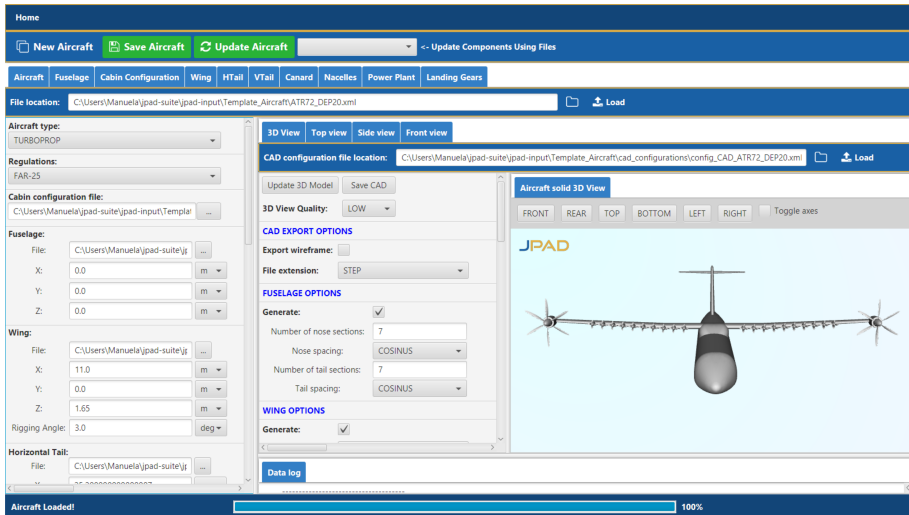 Home
New Aircraft Save Aircraft Update Aircraft <- Update Components Using Files
Aircraft Fuselage Cabin Configuration Wing HTail VTail Canard Nacelles Power Plant Landing Gears
File location: C:\Users\Manuela\jpad-suite\jpad-input\Template_Aircraft\ATR72_DEP20.xml Load
Aircraft type:
TURBOPROP
Regulations:
FAR-25
Cabin configuration file:
C:\Users\Manuela\jpad-suite\jpad-input\Templat ...
Fuselage:
File: C:\Users\Manuela\jpad-suite\jp ...
X: 0.0 m
Y: 0.0 m
Z: 0.0 m
Wing:
File: C:\Users\Manuela\jpad-suite\jp ...
X: 11.0 m
Y: 0.0 m
Z: 1.65 m
Rigging Angle: 3.0 deg
Horizontal Tail:
File: C:\Users\Manuela\jpad-suite\jp ...
3D View Top view Side view Front view
CAD configuration file location: C:\Users\Manuela\jpad-suite\jpad-input\Template_Aircraft\cad_configurations\config_CAD_ATR72_DEP20.xml Load
Update 3D Model Save CAD
3D View Quality: LOW
CAD EXPORT OPTIONS
Export wireframe:
File extension: STEP
FUSELAGE OPTIONS
Generate:
Number of nose sections: 7
Nose spacing: COSINUS
Number of tail sections: 7
Tail spacing: COSINUS
WING OPTIONS
Generate:
Aircraft solid 3D View
FRONT REAR TOP BOTTOM LEFT RIGHT Toggle axes
JPAD
Data log
------------------------------------
Aircraft Loaded! 100%